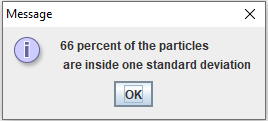 Message
66 percent of the particles
are inside one standard deviation
OK